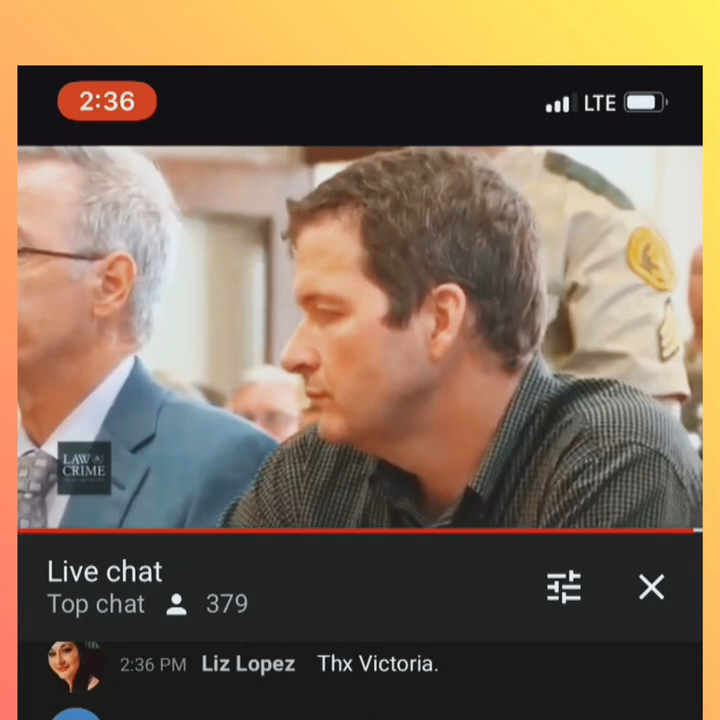 2:36
LTE
LAW &
CRIME
Live chat
Top chat 379
2:36 PM Liz Lopez Thx Victoria.